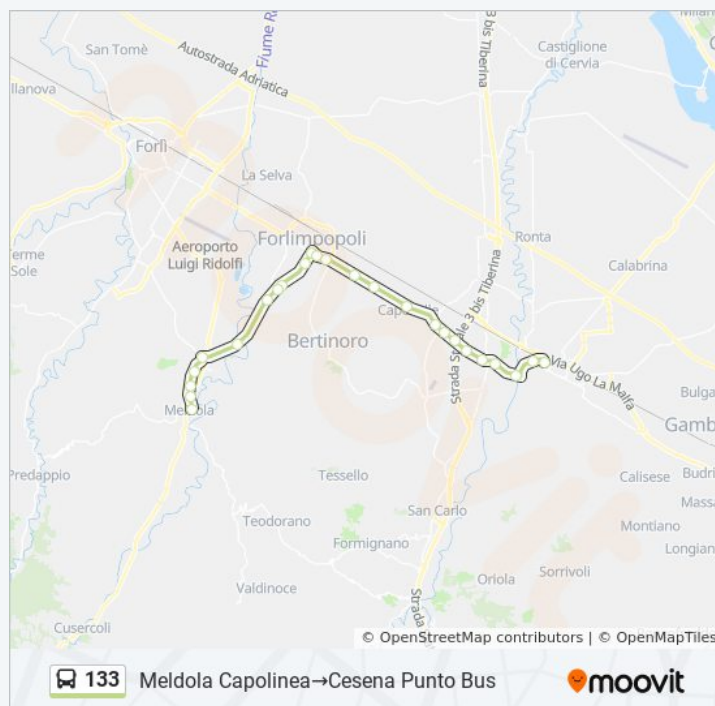 San Tomè
Autostrada Adriatica
Fiume R
3 bis Tiberina
Castiglione
di Cervia
Milano
illanova
Forlì
La Selva
Ronta
Forlimpopoli
Aeroporto
Luigi Ridolfi
erme
Sole
Calabrina
Strada Statale 3 bis Tiberina
Bertinoro
Via Ugo La Malfa
Meldola
Bulga
Gamb
Predappio
Tessello
Calisese
Budri
Massa
Teodorano
San Carlo
Montiano
Formignano
Longian
Valdinoce
Oriola
Sorrivoli
Strada
Cusercoli
© OpenStreetMap contributors | © OpenMapTiles
133
Meldola Capolinea→Cesena Punto Bus
moovit